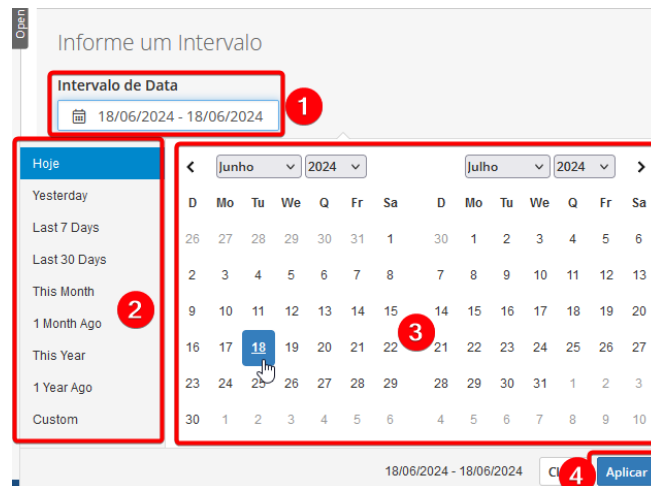 Open
Informe um Intervalo
Intervalo de Data
18/06/2024 - 18/06/2024
1
Hoje
Yesterday
Last 7 Days
Last 30 Days
This Month
1 Month Ago
This Year
1 Year Ago
Custom
2
Junho 2024
D Mo Tu We Q Fr Sa
26 27 28 29 30 31 1
2 3 4 5 6 7 8
9 10 11 12 13 14 15
16 17 18 19 20 21 22
23 24 25 26 27 28 29
30 1 2 3 4 5 6
3
Julho 2024
D Mo Tu We Q Fr Sa
30 1 2 3 4 5 6
7 8 9 10 11 12 13
14 15 16 17 18 19 20
21 22 23 24 25 26 27
28 29 30 31 1 2 3
4 5 6 7 8 9 10
18/06/2024 - 18/06/2024
4
Aplicar